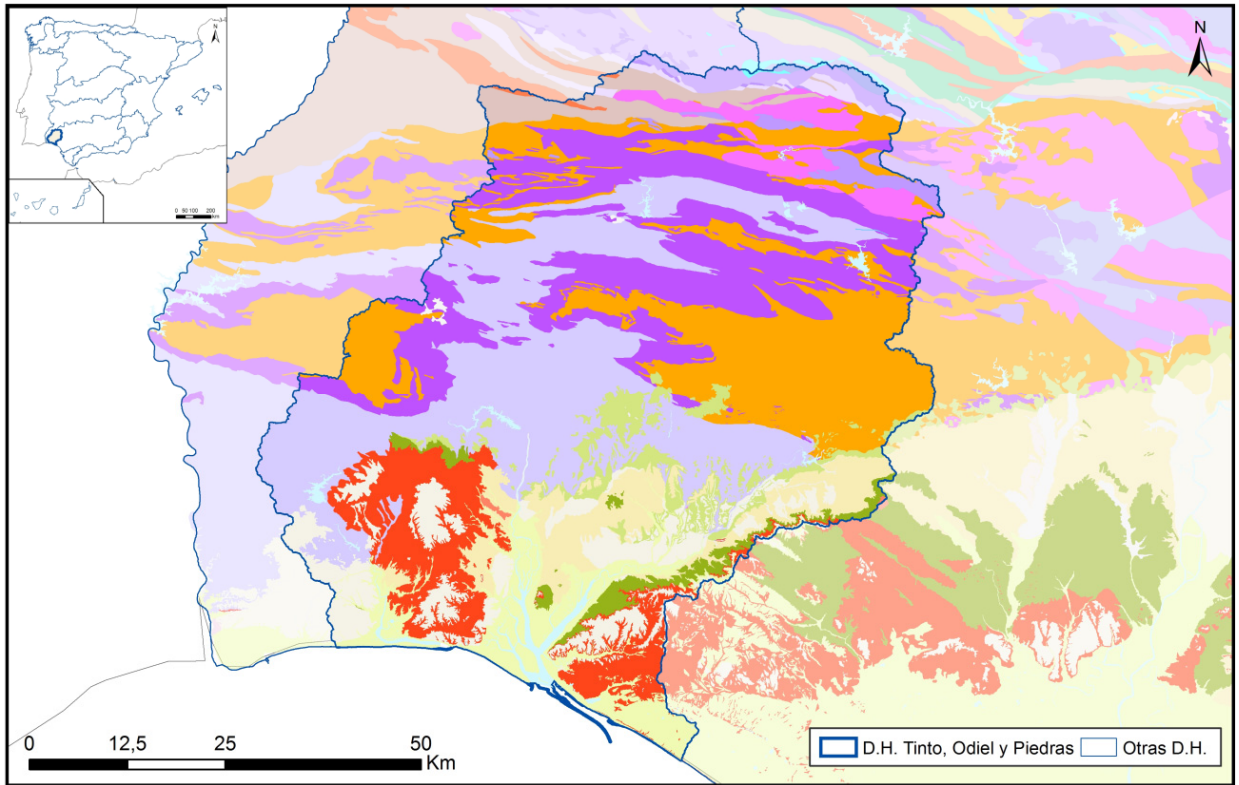 N
0 50 100 200
km
N
0 12,5 25 50
Km
D.H. Tinto, Odiel y Piedras Otras D.H.